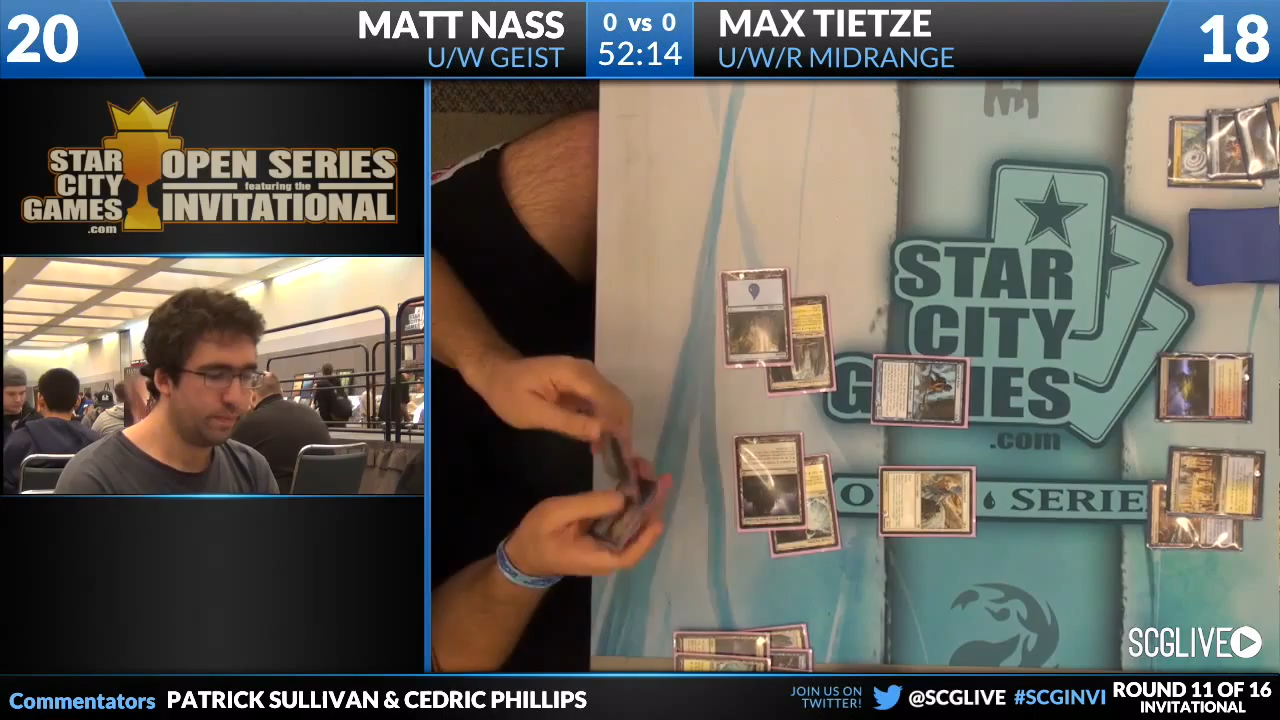 20
MATT NASS
U/W GEIST
0 vs 0
52:14
MAX TIETZE
U/W/R MIDRANGE
18
STAR
CITY
GAMES
.com
OPEN SERIES
featuring the
INVITATIONAL
STAR
CITY
GAMES
.com
SERIE
SCGLIVE
Commentators PATRICK SULLIVAN & CEDRIC PHILLIPS
JOIN US ON
TWITTER!
@SCGLIVE #SCGINVI
ROUND 11 OF 16
INVITATIONAL